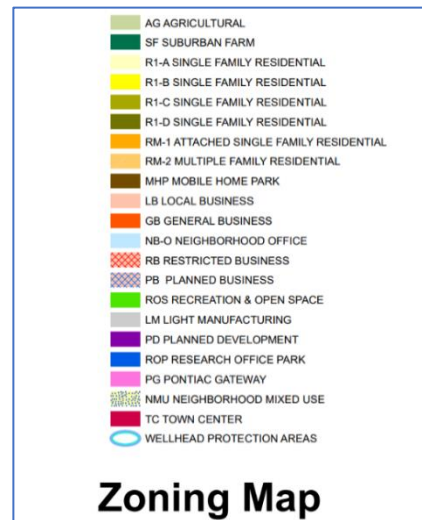 AG AGRICULTURAL
SF SUBURBAN FARM
R1-A SINGLE FAMILY RESIDENTIAL
R1-B SINGLE FAMILY RESIDENTIAL
R1-C SINGLE FAMILY RESIDENTIAL
R1-D SINGLE FAMILY RESIDENTIAL
RM-1 ATTACHED SINGLE FAMILY RESIDENTIAL
RM-2 MULTIPLE FAMILY RESIDENTIAL
MHP MOBILE HOME PARK
LB LOCAL BUSINESS
GB GENERAL BUSINESS
NB-O NEIGHBORHOOD OFFICE
RB RESTRICTED BUSINESS
PB PLANNED BUSINESS
ROS RECREATION & OPEN SPACE
LM LIGHT MANUFACTURING
PD PLANNED DEVELOPMENT
ROP RESEARCH OFFICE PARK
PG PONTIAC GATEWAY
NMU NEIGHBORHOOD MIXED USE
TC TOWN CENTER
WELLHEAD PROTECTION AREAS
Zoning Map